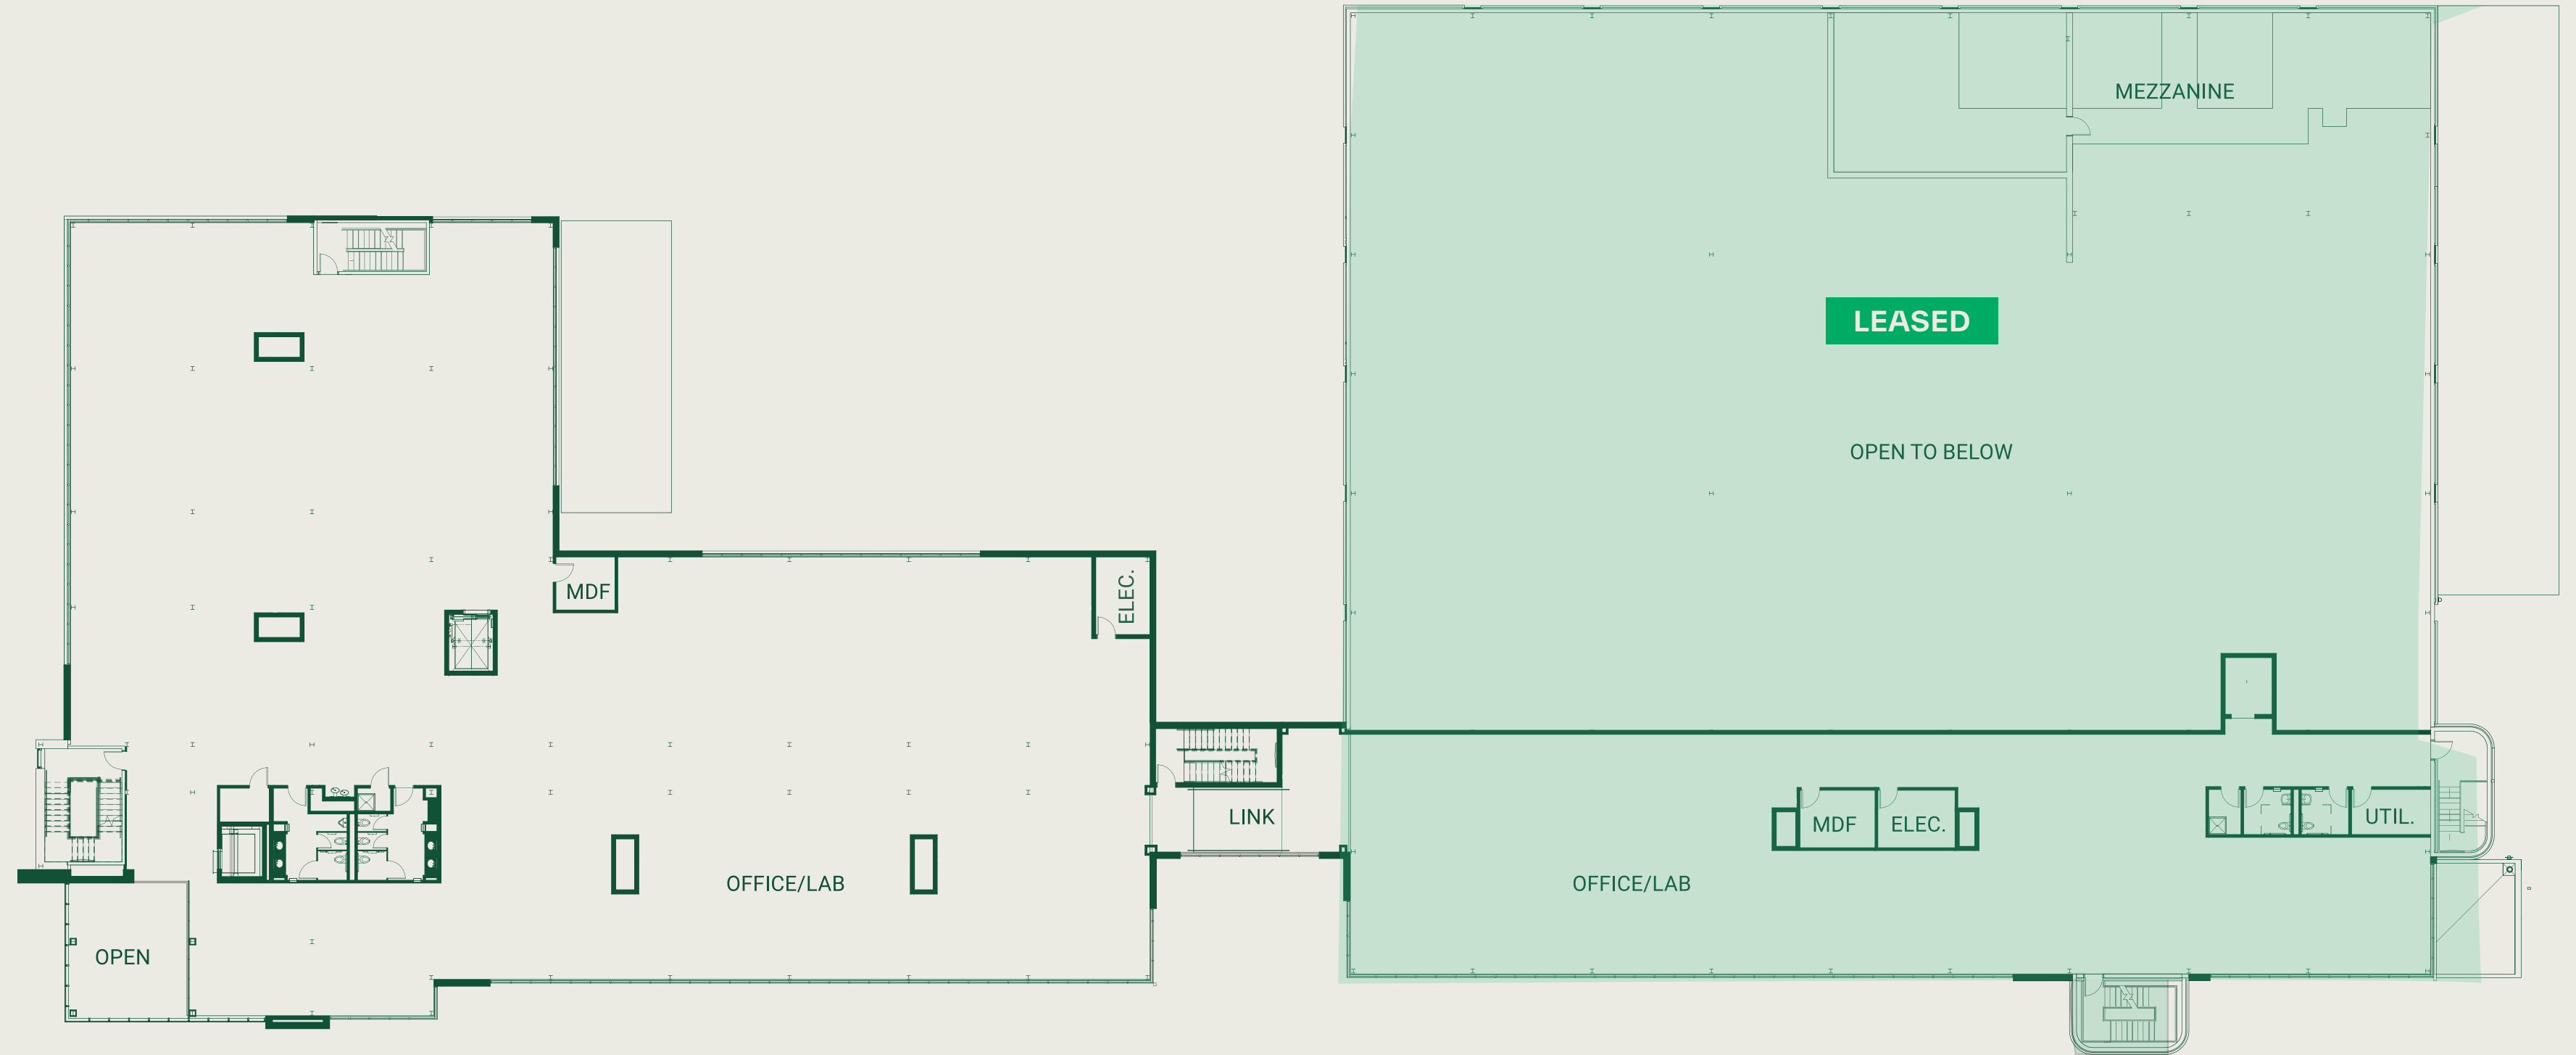 MEZZANINE
LEASED
OPEN TO BELOW
MDF
ELEC.
LINK
MDF
ELEC.
UTIL.
OFFICE/LAB
OFFICE/LAB
OPEN